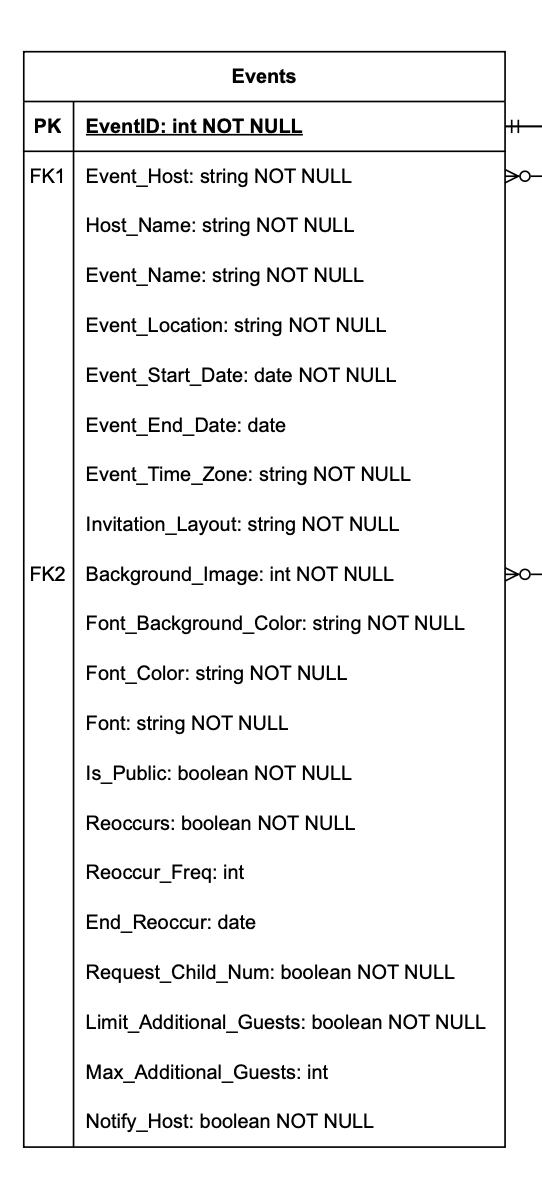 Events
PK EventID: int NOT NULL
FK1 Event_Host: string NOT NULL
Host_Name: string NOT NULL
Event_Name: string NOT NULL
Event_Location: string NOT NULL
Event_Start_Date: date NOT NULL
Event_End_Date: date
Event_Time_Zone: string NOT NULL
Invitation_Layout: string NOT NULL
FK2 Background_Image: int NOT NULL
Font_Background_Color: string NOT NULL
Font_Color: string NOT NULL
Font: string NOT NULL
Is_Public: boolean NOT NULL
Reoccurs: boolean NOT NULL
Reoccur_Freq: int
End_Reoccur: date
Request_Child_Num: boolean NOT NULL
Limit_Additional_Guests: boolean NOT NULL
Max_Additional_Guests: int
Notify_Host: boolean NOT NULL